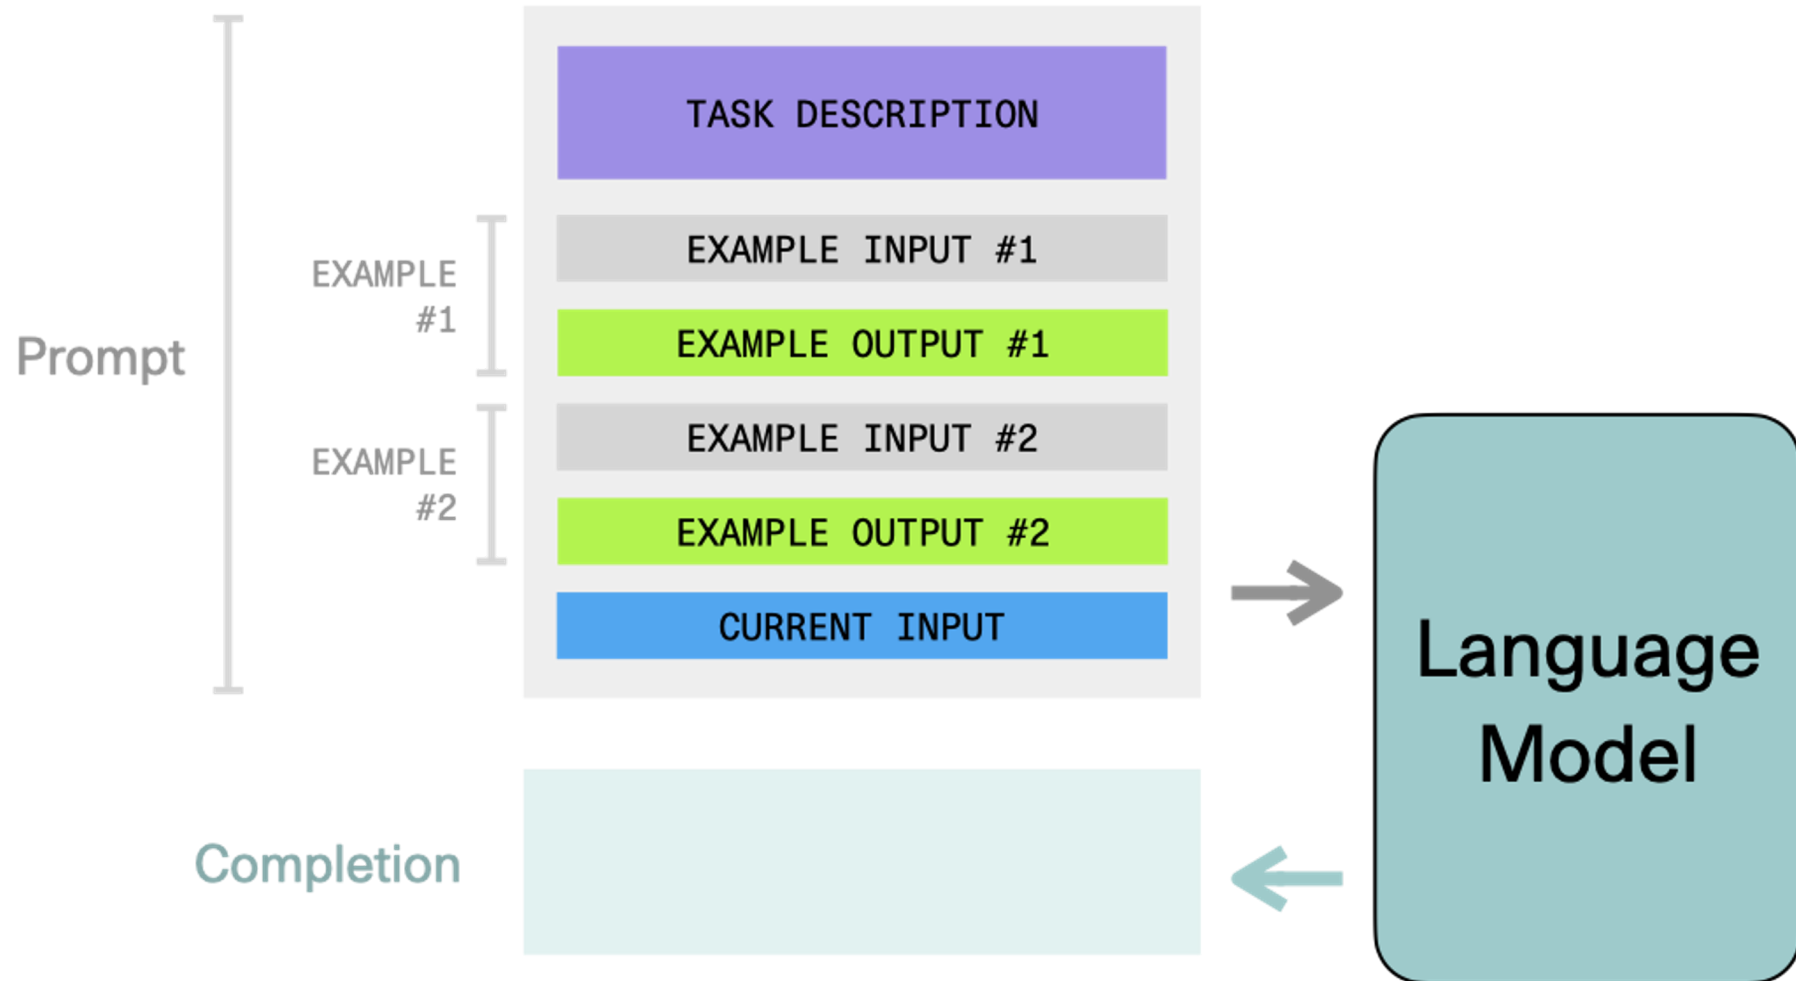 TASK DESCRIPTION
EXAMPLE INPUT #1
EXAMPLE
#1
EXAMPLE OUTPUT #1
Prompt
EXAMPLE INPUT #2
EXAMPLE
#2
EXAMPLE OUTPUT #2
CURRENT INPUT
Language
Model
Completion